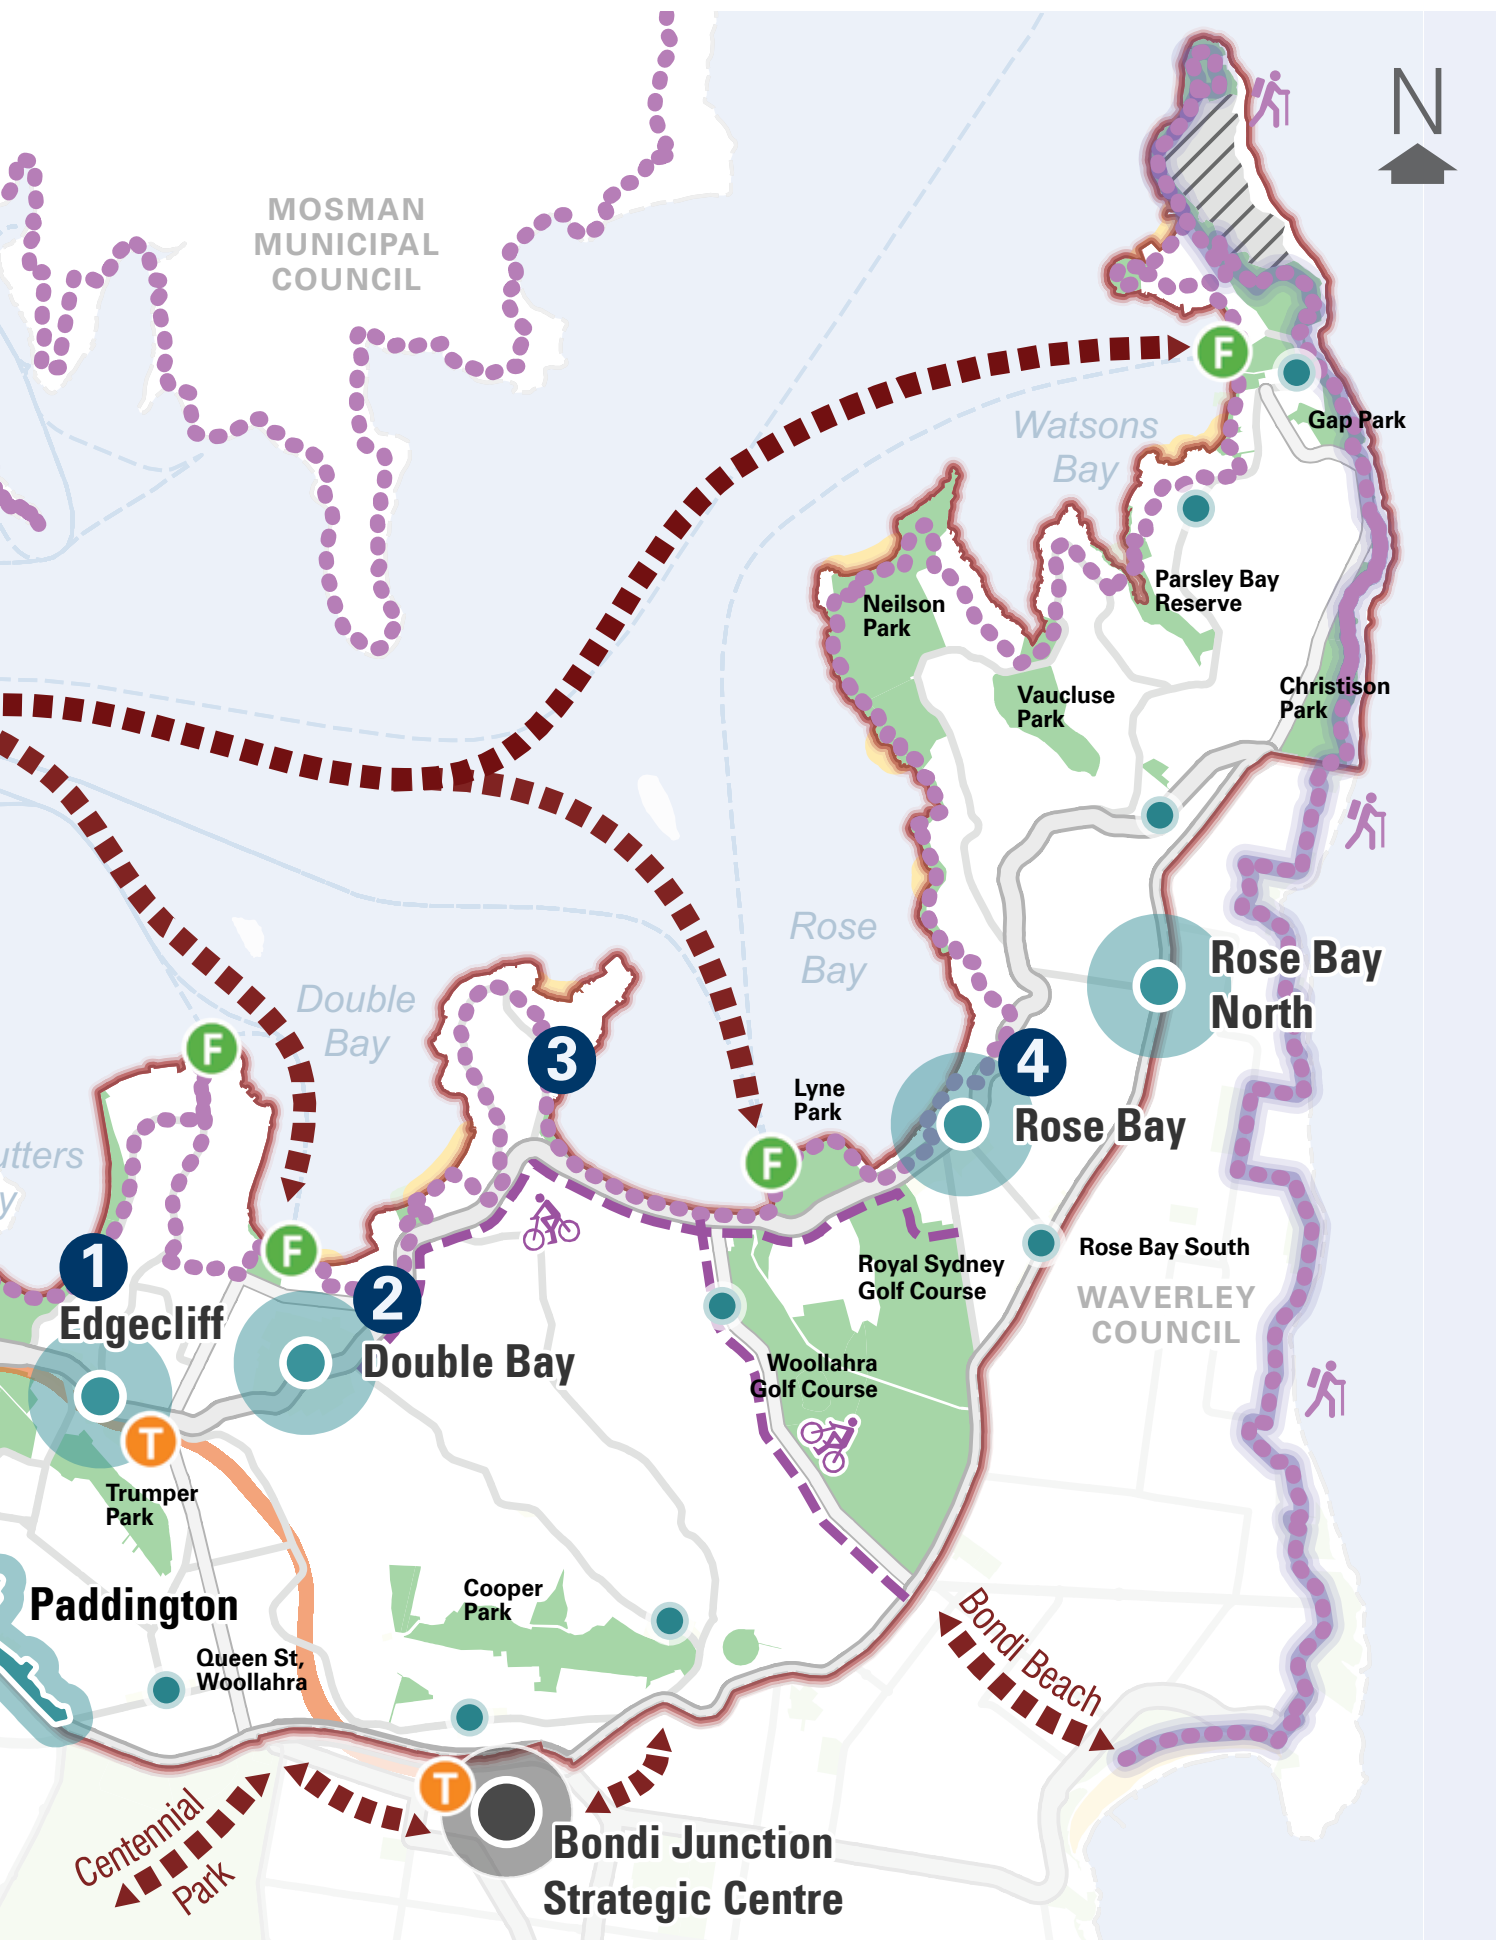 N
MOSMAN
MUNICIPAL
COUNCIL
F
Watsons
Bay
Gap Park
Neilson
Park
Parsley Bay
Reserve
Vaucluse
Park
Christison
Park
Rose
Bay
Rose Bay
North
Double
Bay
F
3
4
Lyne
Park
Rose Bay
F
utters
y
F
1
Edgecliff
2
Double Bay
Royal Sydney
Golf Course
Rose Bay South
WAVERLEY
COUNCIL
Woollahra
Golf Course
T
Trumper
Park
Paddington
Cooper
Park
Queen St,
Woollahra
Bondi Beach
T
Centennial
Park
Bondi Junction
Strategic Centre